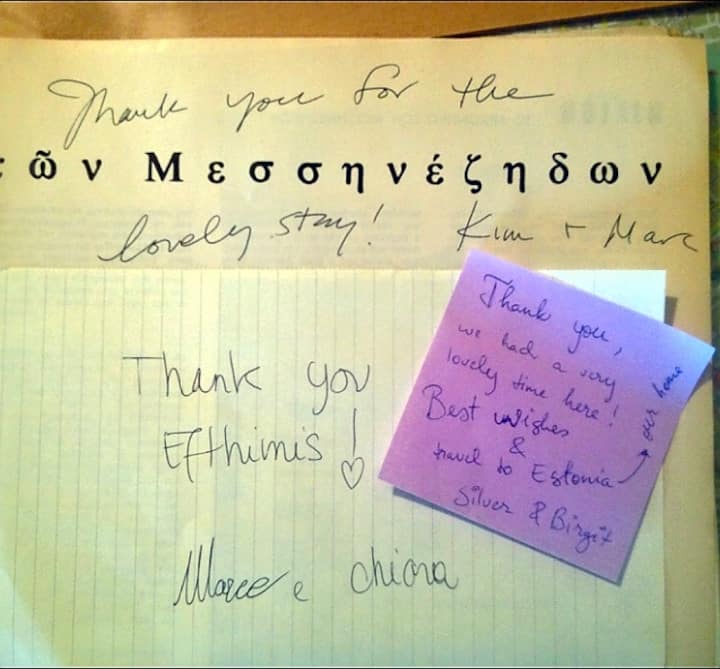 Thank you for the
τῶν Μεσσηνέζηδων
lovely stay! Kim + Marc
Thank you
Efthimis!
Marco e Chiara
Thank you,
we had a very
lovely time here!
Best wishes
&
travel to Estonia
our home
Silver & Birgit